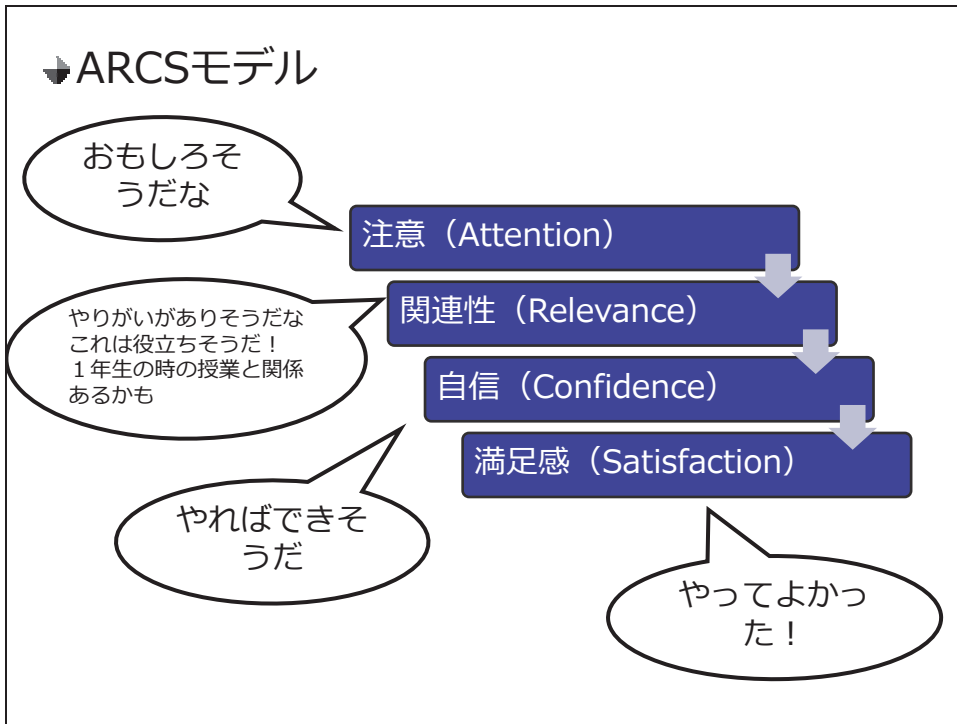 ARCSモデル
おもしろそ
うだな
注意（Attention）
やりがいがありそうだな
これは役立ちそうだ！
１年生の時の授業と関係
あるかも
関連性（Relevance）
自信（Confidence）
やればできそ
うだ
満足感（Satisfaction）
やってよかっ
た！